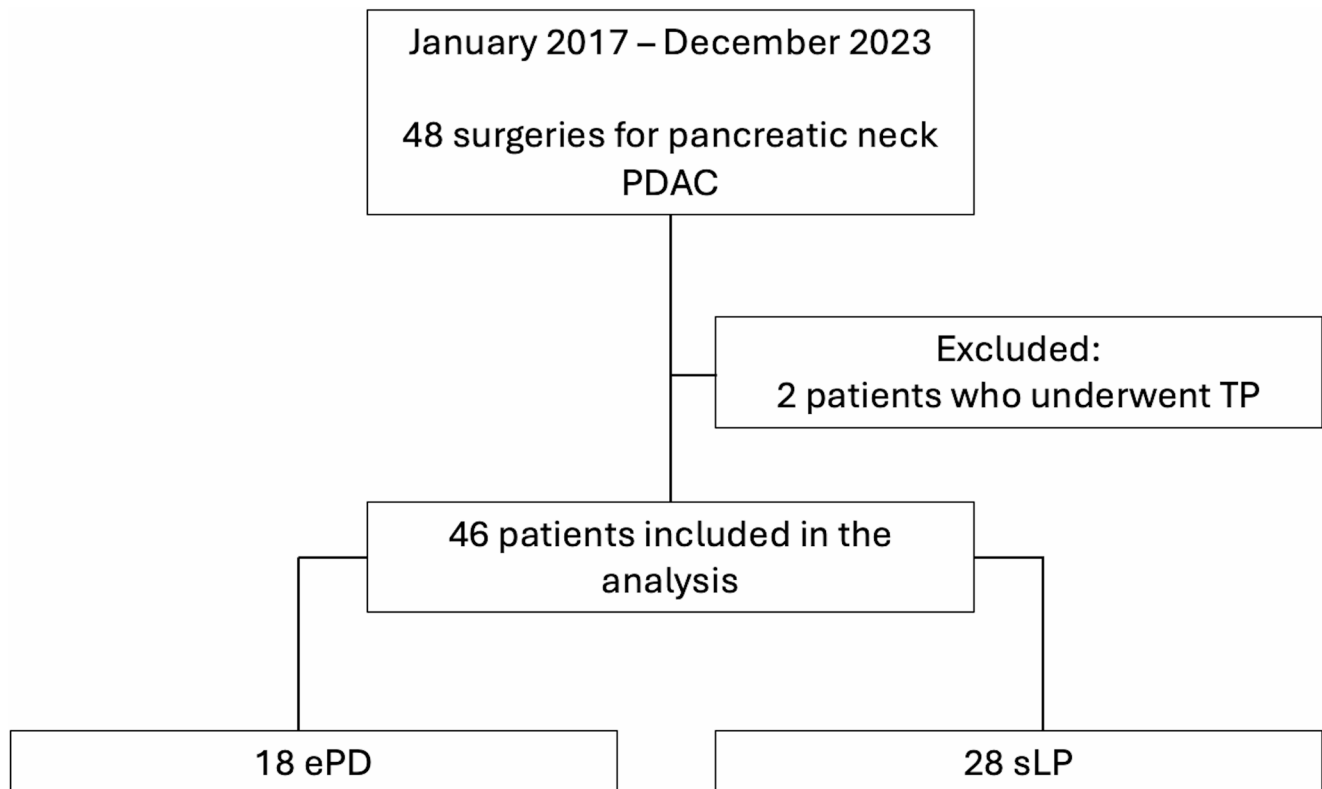 January 2017 – December 2023
48 surgeries for pancreatic neck
PDAC
Excluded:
2 patients who underwent TP
46 patients included in the
analysis
18 ePD
28 sLP